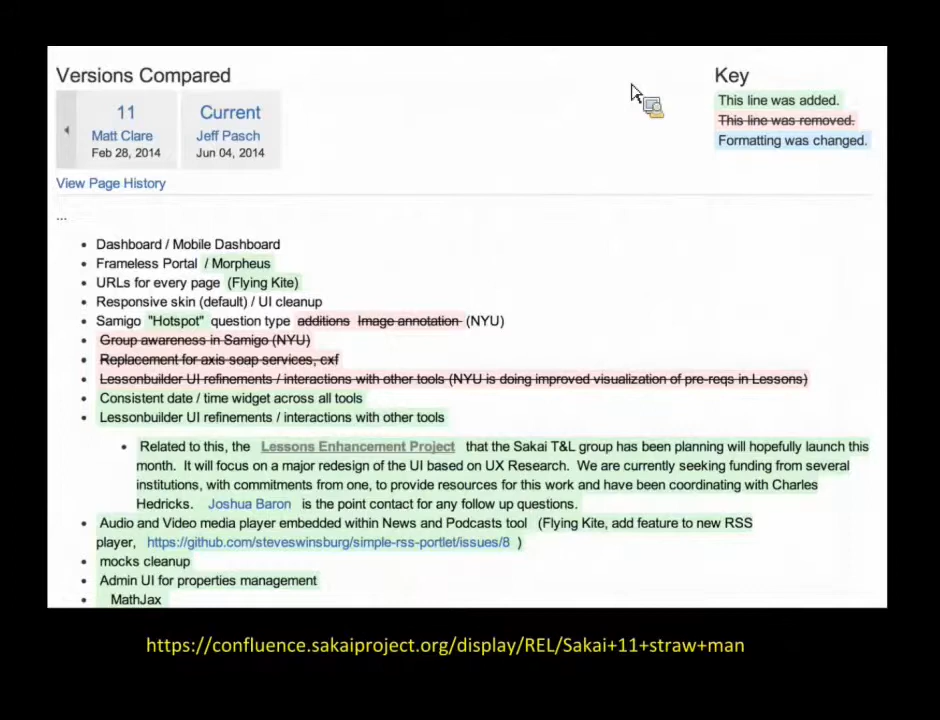 Versions Compared
Key
11
Current
This line was added.
Matt Clare
Jeff Pasch
This line was removed.
Feb 28, 2014
Jun 04, 2014
Formatting was changed.
View Page History
...
Dashboard / Mobile Dashboard
Frameless Portal / Morpheus
URLs for every page (Flying Kite)
Responsive skin (default) / UI cleanup
Samigo "Hotspot" question type additions Image annotation (NYU)
Group awareness in Samigo (NYU)
Replacement for axis soap services, cxf
Lessonbuilder UI refinements / interactions with other tools (NYU is doing improved visualization of pre-reqs in Lessons)
Consistent date / time widget across all tools
Lessonbuilder UI refinements / interactions with other tools
Related to this, the Lessons Enhancement Project that the Sakai T&L group has been planning will hopefully launch this
month. It will focus on a major redesign of the UI based on UX Research. We are currently seeking funding from several
institutions, with commitments from one, to provide resources for this work and have been coordinating with Charles
Hedricks. Joshua Baron is the point contact for any follow up questions.
Audio and Video media player embedded within News and Podcasts tool (Flying Kite, add feature to new RSS
player, https://github.com/steveswinsburg/simple-rss-portlet/issues/8 )
mocks cleanup
Admin UI for properties management
MathJax
https://confluence.sakaiproject.org/display/REL/Sakai+11+straw+man